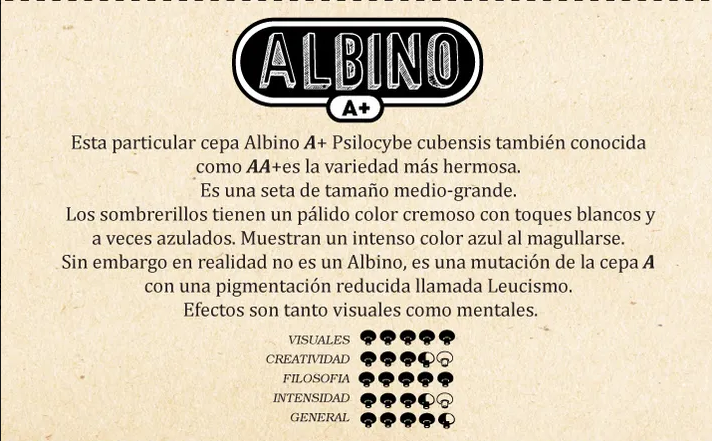 ALBINO
A+
Esta particular cepa Albino A+ Psilocybe cubensis también conocida
como AA+es la variedad más hermosa.
Es una seta de tamaño medio-grande.
Los sombrerillos tienen un pálido color cremoso con toques blancos y
a veces azulados. Muestran un intenso color azul al magullarse.
Sin embargo en realidad no es un Albino, es una mutación de la cepa A
con una pigmentación reducida llamada Leucismo.
Efectos son tanto visuales como mentales.
VISUALES
CREATIVIDAD
FILOSOFIA
INTENSIDAD
GENERAL